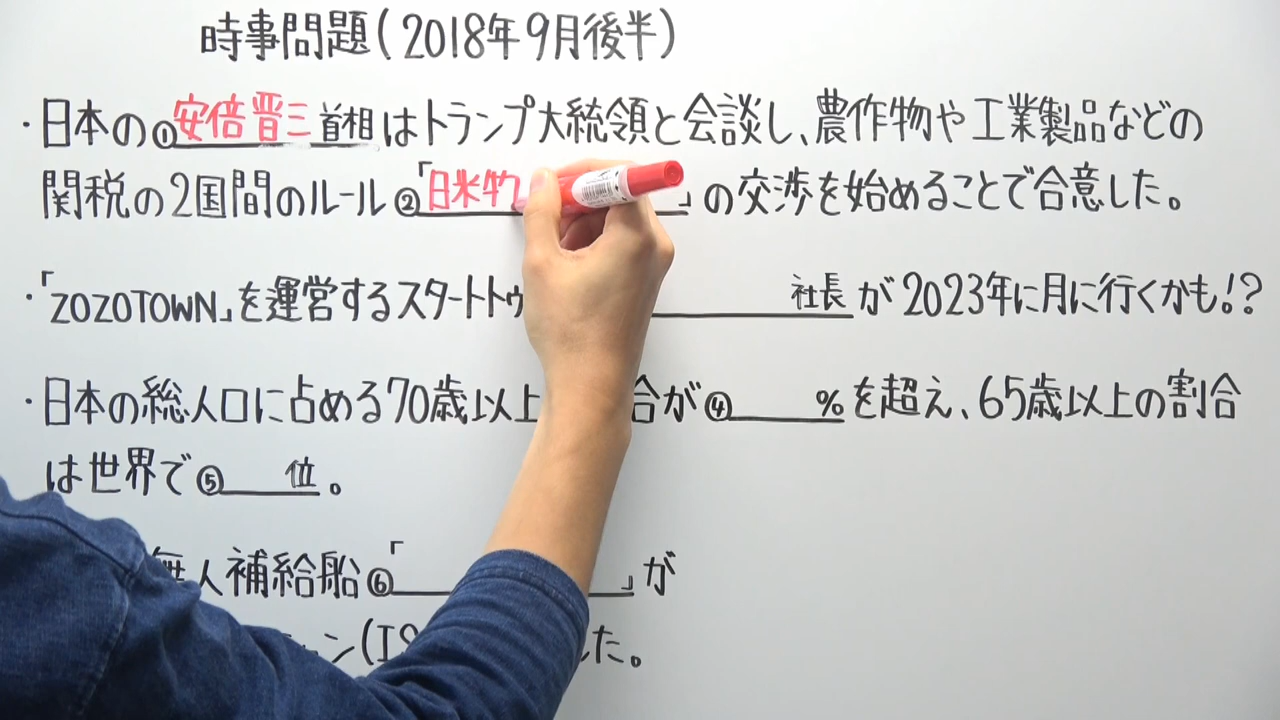 時事問題(2018年9月後半)
・日本の①安倍晋三首相はトランプ大統領と会談し、農作物や工業製品などの
関税の2国間のルール②「日米物 」の交渉を始めることで合意した。
・「ZOZOTOWN」を運営するスタートトゥ 社長が2023年に月に行くかも!?
・日本の総人口に占める70歳以上 合が④ %を超え、65歳以上の割合
は世界で⑤ 位。
無人補給船⑥「 」が
ョン(IS した。